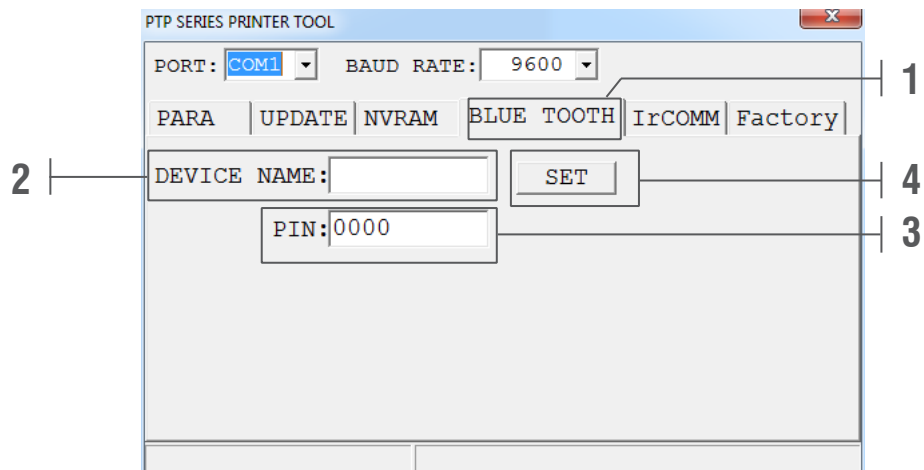 PTP SERIES PRINTER TOOL
PORT: COM1 BAUD RATE: 9600
1
PARA UPDATE NVRAM BLUE TOOTH IrCOMM Factory
2 DEVICE NAME: SET 4
PIN: 0000 3